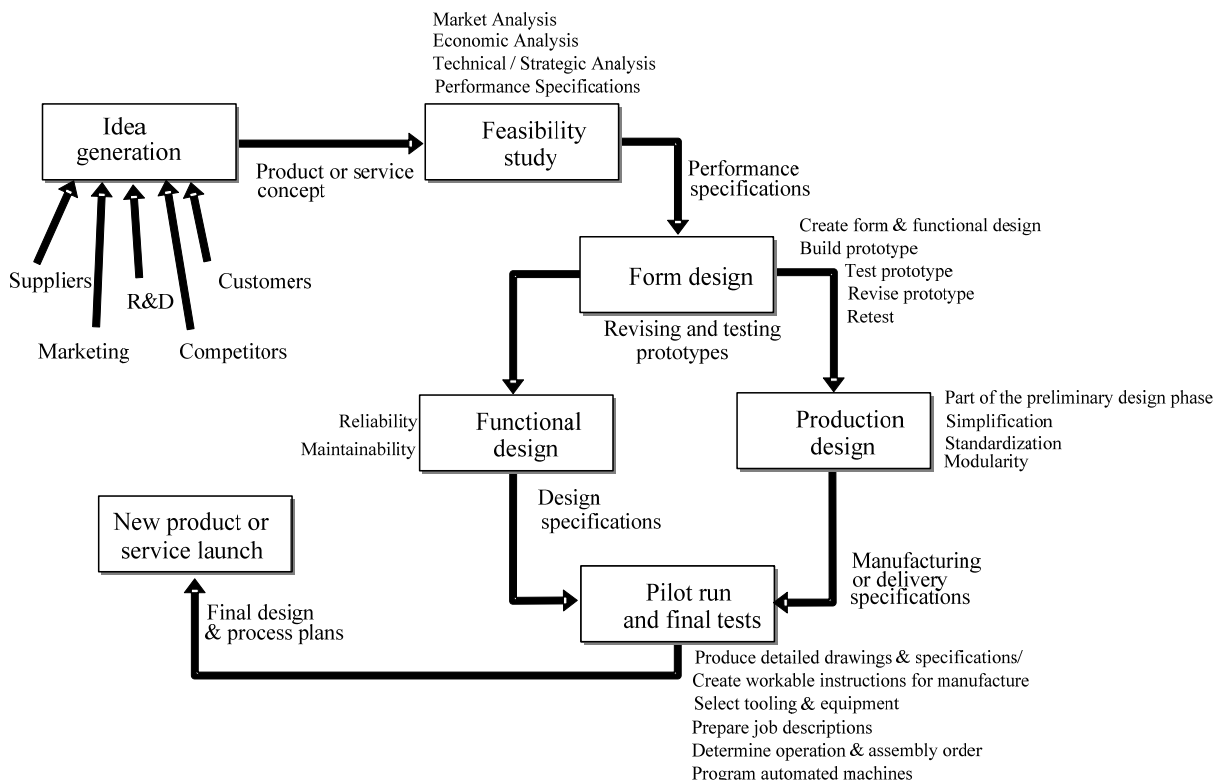 Market Analysis
Economic Analysis
Technical / Strategic Analysis
Performance Specifications
Idea
generation
Product or service
concept
Feasibility
study
Performance
specifications
Suppliers
Marketing
R&D
Competitors
Customers
Form design
Revising and testing
prototypes
Create form & functional design
Build prototype
Test prototype
Revise prototype
Retest
Reliability
Maintainability
Functional
design
Production
design
Part of the preliminary design phase
Simplification
Standardization
Modularity
Design
specifications
Manufacturing
or delivery
specifications
New product or
service launch
Final design
& process plans
Pilot run
and final tests
Produce detailed drawings & specifications/
Create workable instructions for manufacture
Select tooling & equipment
Prepare job descriptions
Determine operation & assembly order
Program automated machines